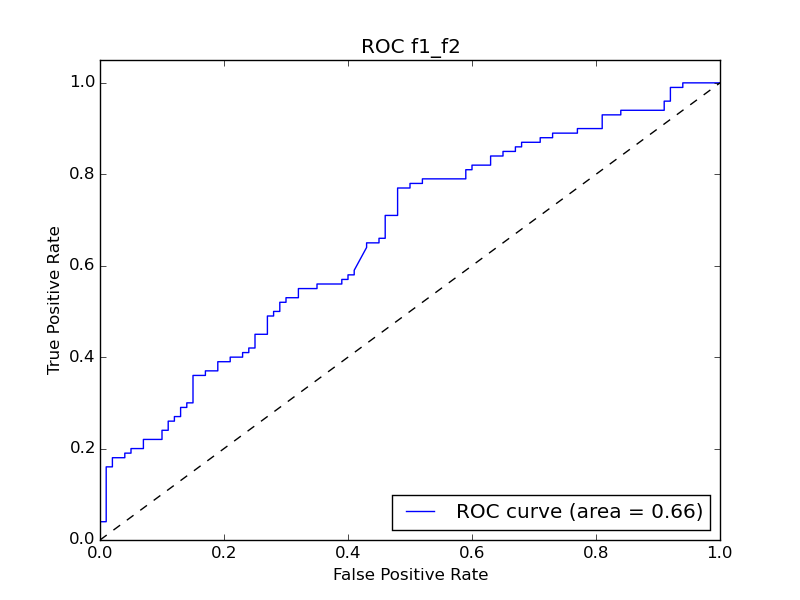 ROC f1_f2
True Positive Rate
1.0
0.8
0.6
0.4
0.2
0.0
ROC curve (area = 0.66)
0.0 0.2 0.4 0.6 0.8 1.0
False Positive Rate